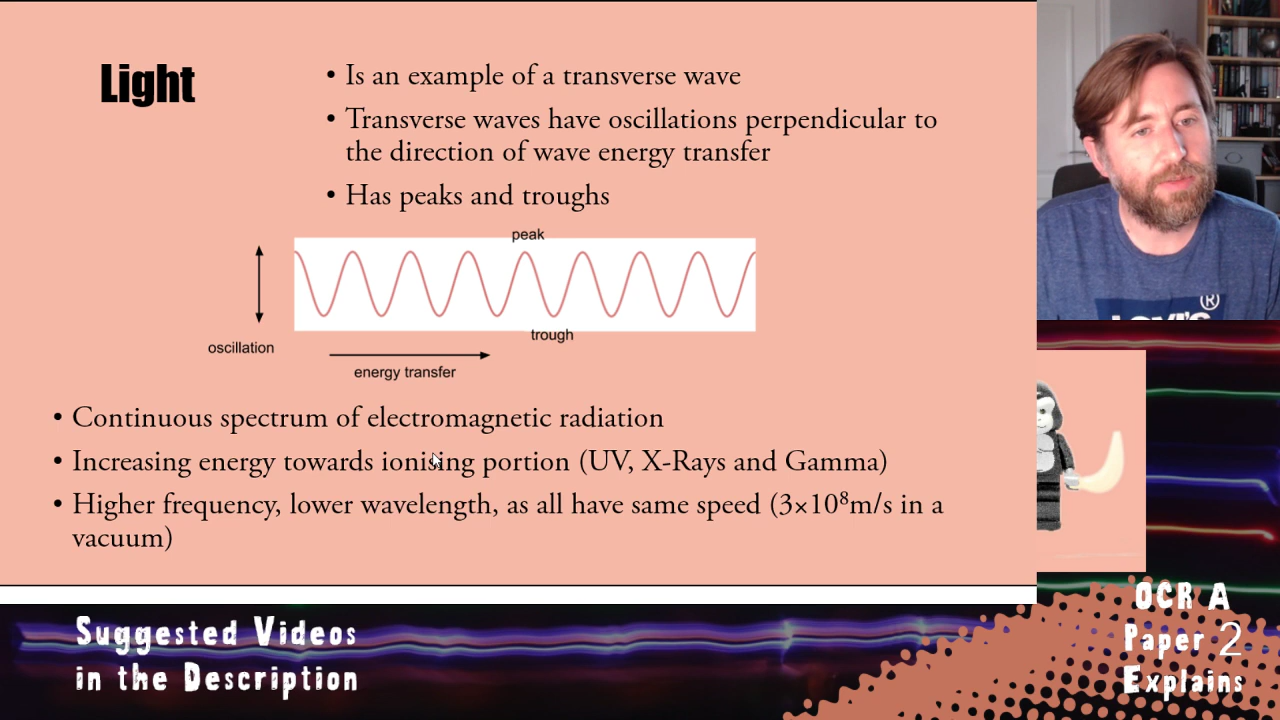 Light
• Is an example of a transverse wave
• Transverse waves have oscillations perpendicular to
the direction of wave energy transfer
• Has peaks and troughs
peak
trough
oscillation
energy transfer
• Continuous spectrum of electromagnetic radiation
• Increasing energy towards ionising portion (UV, X-Rays and Gamma)
• Higher frequency, lower wavelength, as all have same speed (3×10⁸m/s in a
vacuum)
LEVI'S
®
Suggested Videos
in the Description
OCR A
Paper 2
Explains